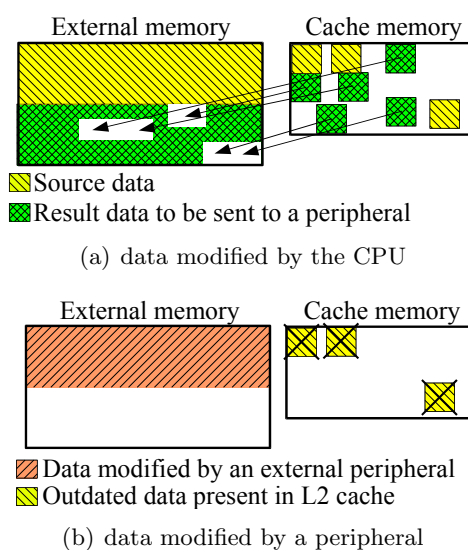 External memory Cache memory
Source data
Result data to be sent to a peripheral
(a) data modified by the CPU
External memory Cache memory
Data modified by an external peripheral
Outdated data present in L2 cache
(b) data modified by a peripheral